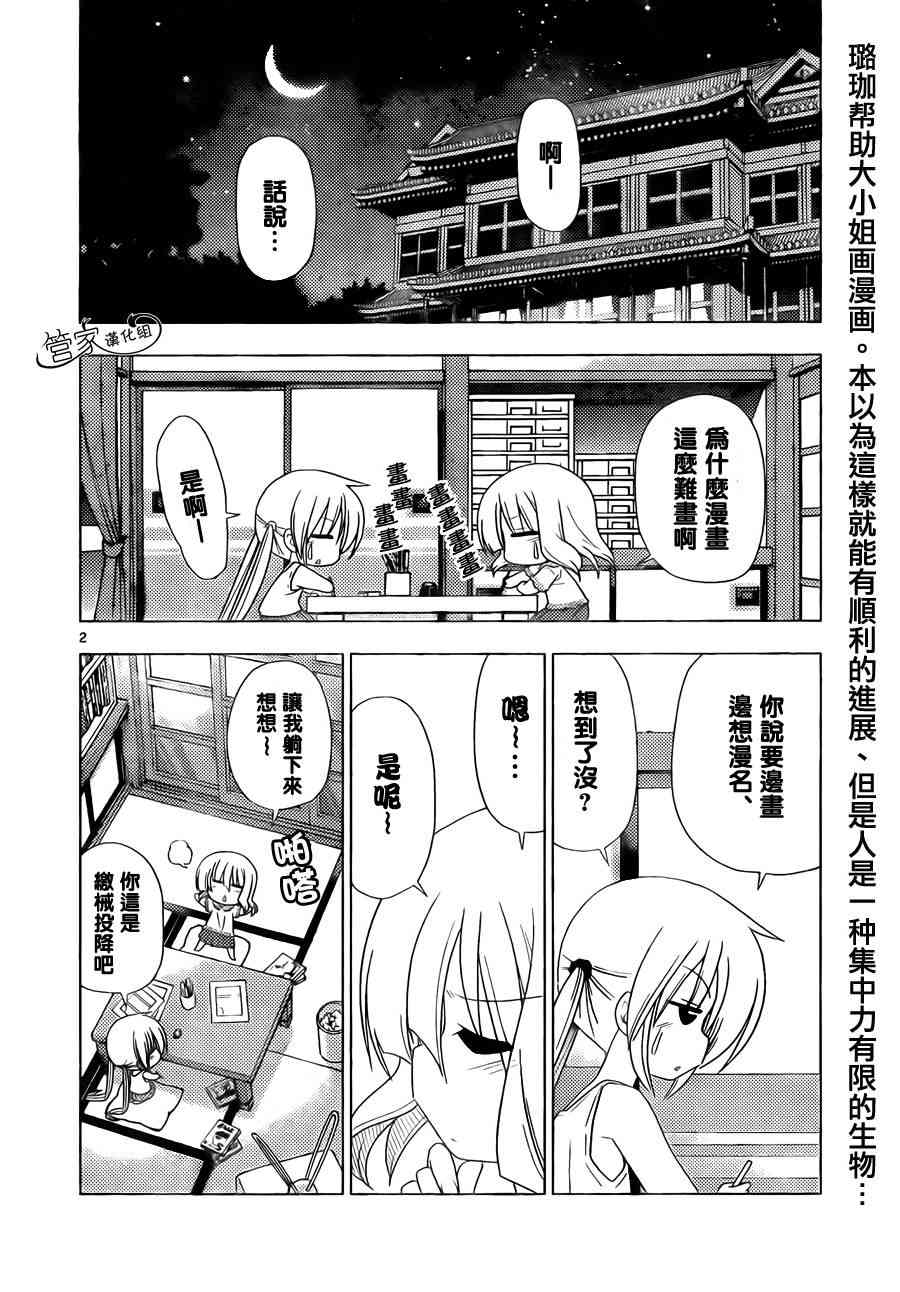 璐珈帮助大小姐画漫画。本以為這樣就能有順利的進展、但是人是一种集中力有限的生物…
啊ー
話說…
管家
漢化組
為什麼漫畫
這麼難畫啊
畫畫畫畫畫
畫畫畫畫
是啊ー
2
你說要邊畫
邊想漫名、
想到了沒？
嗯～…
是呢～
讓我躺下來
想想～
啪嗒
你這是
繳械投降吧